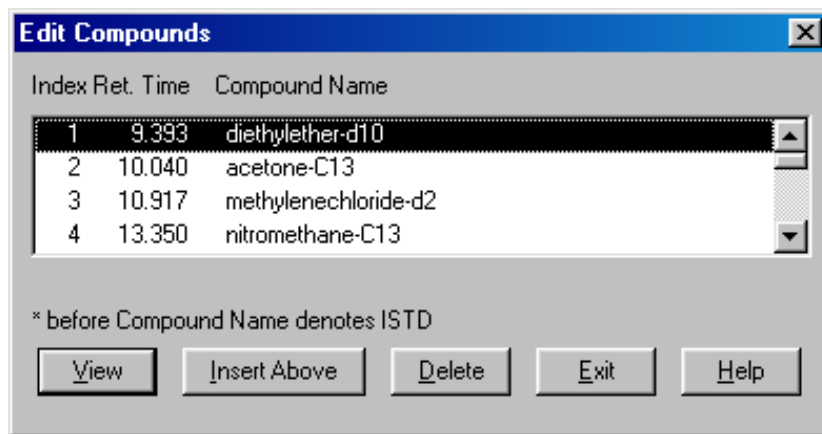 Edit Compounds
Index Ret. Time Compound Name
1 9.393 diethylether-d10
2 10.040 acetone-C13
3 10.917 methylenechloride-d2
4 13.350 nitromethane-C13
* before Compound Name denotes ISTD
View Insert Above Delete Exit Help